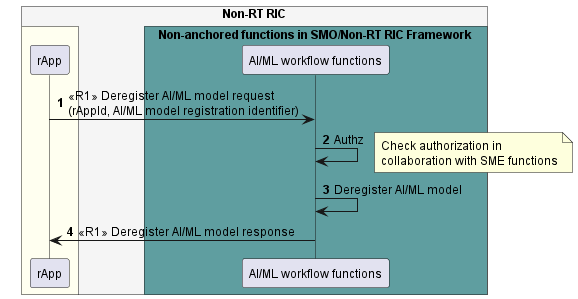 Non-RT RIC
Non-anchored functions in SMO/Non-RT RIC Framework
rApp
AI/ML workflow functions
1 «R1» Deregister AI/ML model request
(rAppId, AI/ML model registration identifier)
2 Authz
Check authorization in
collaboration with SME functions
3 Deregister AI/ML model
4 «R1» Deregister AI/ML model response
rApp
AI/ML workflow functions